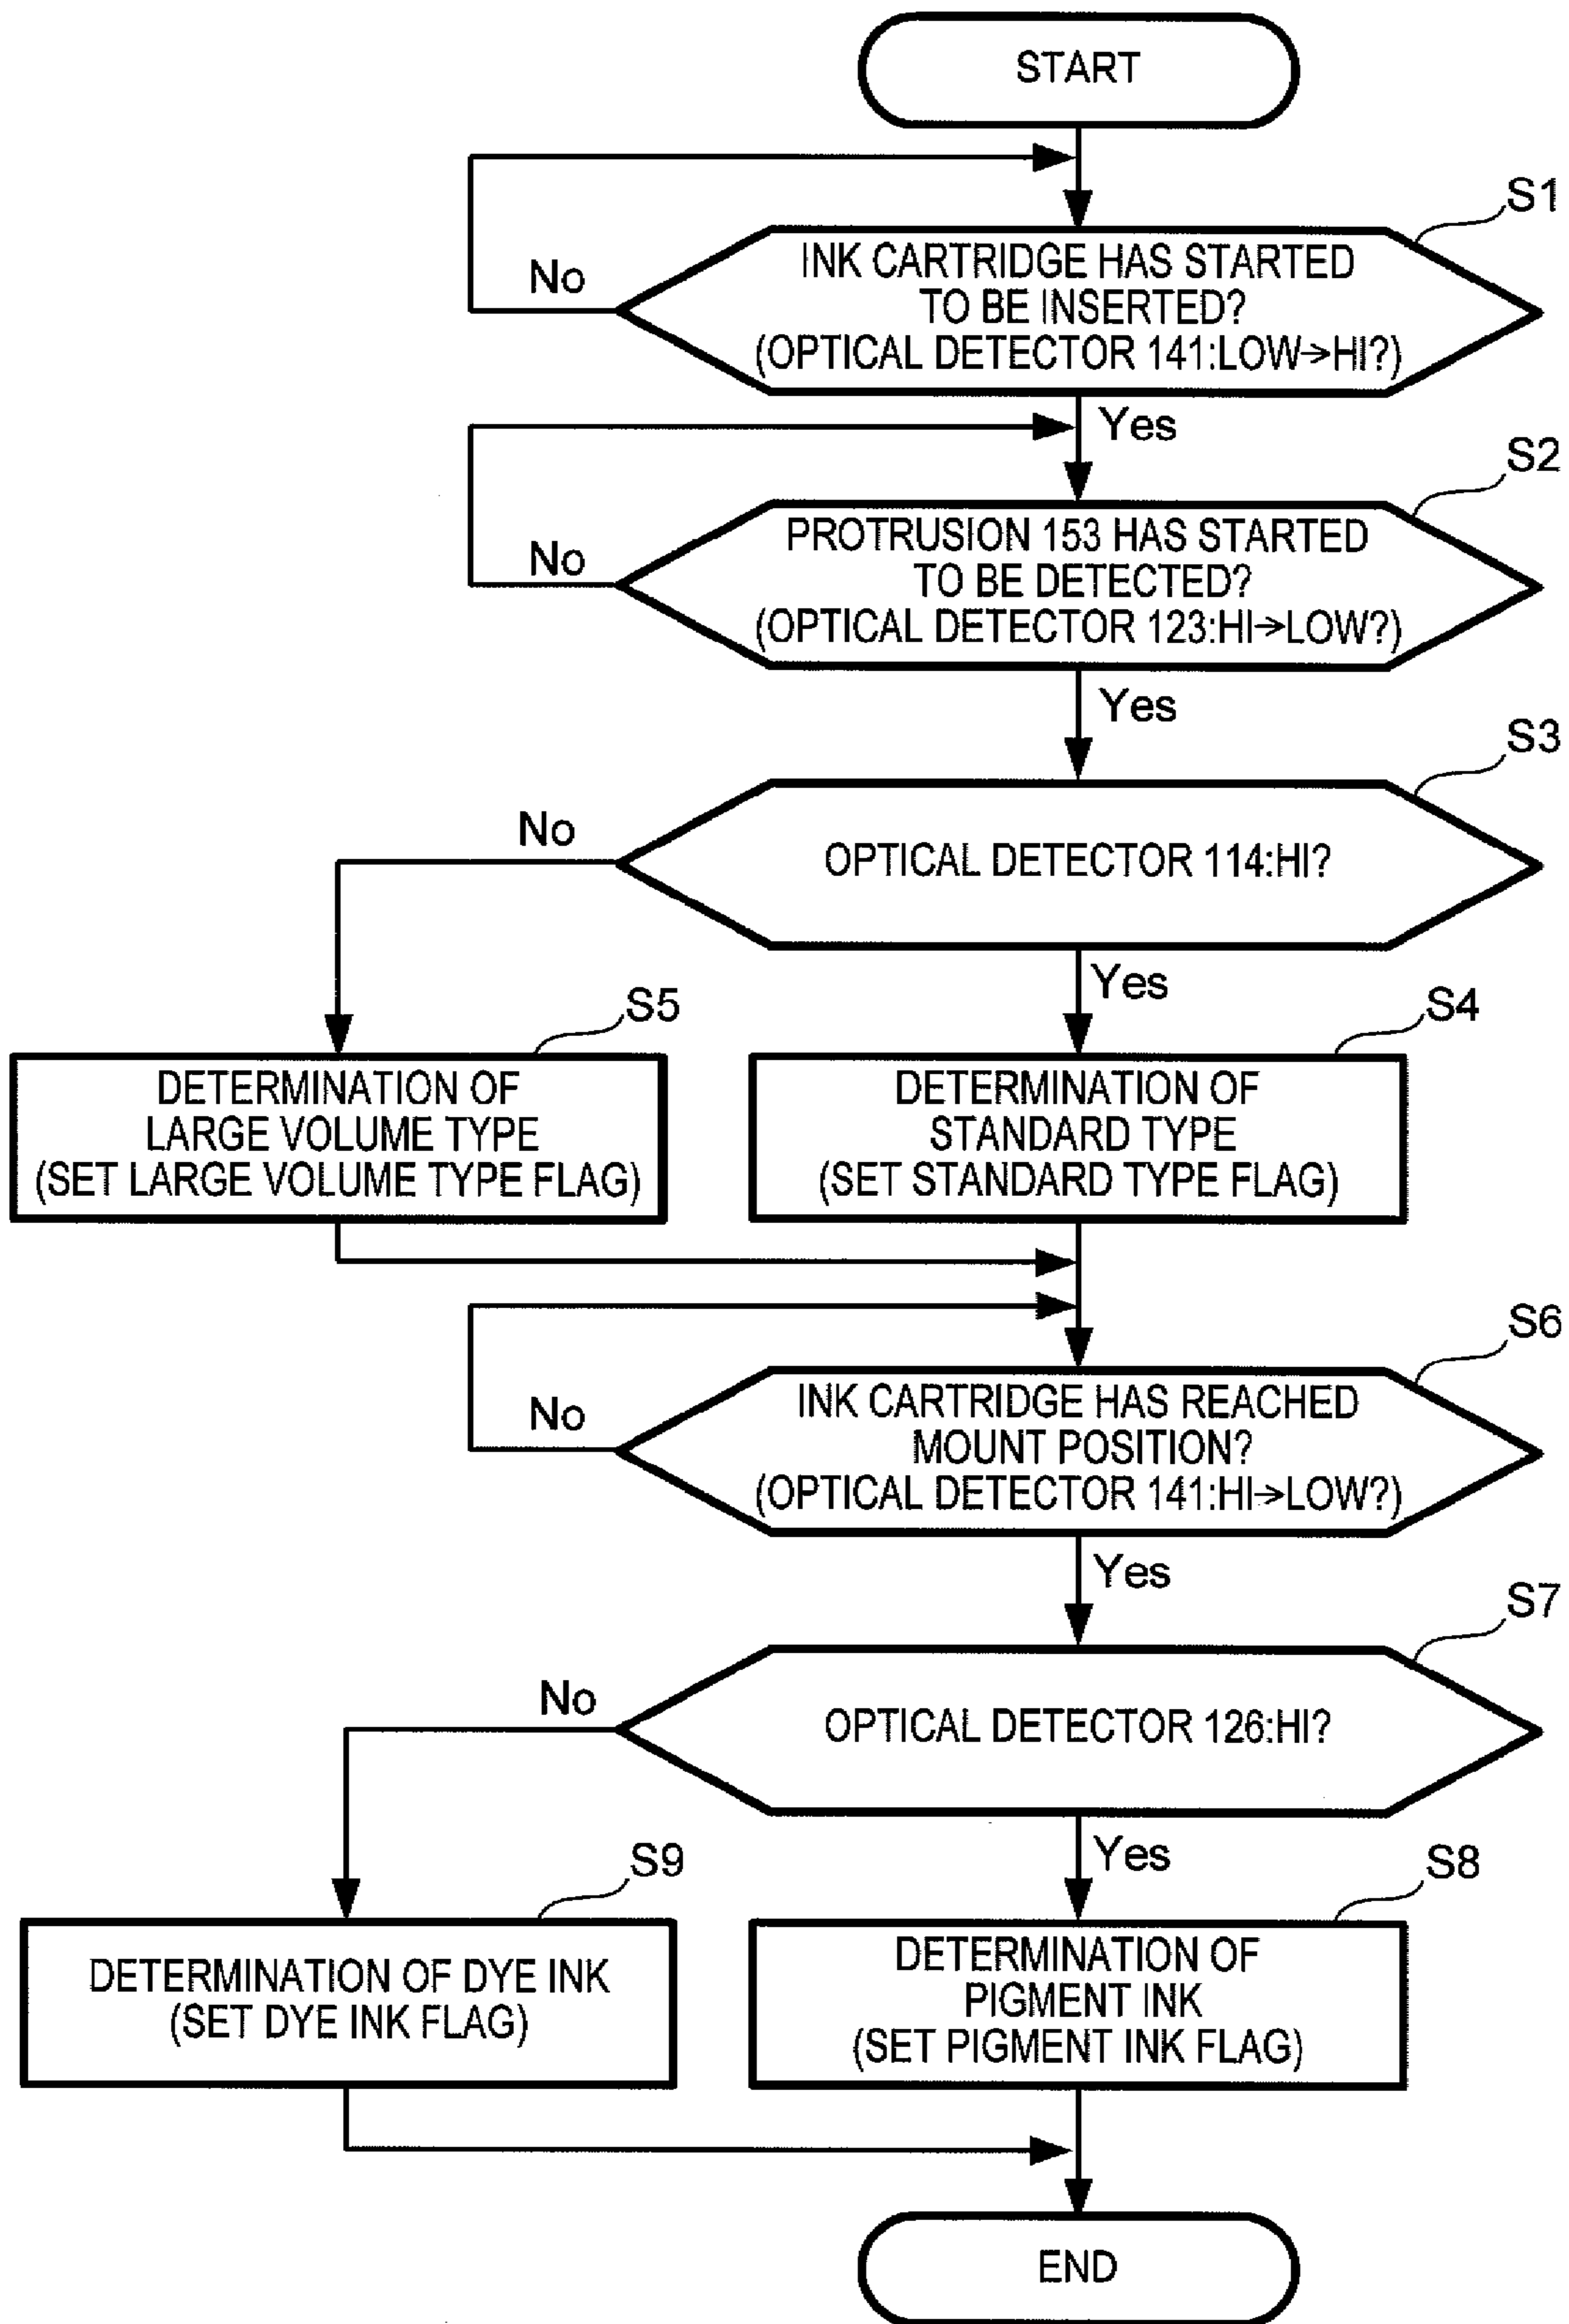 START
S1
INK CARTRIDGE HAS STARTED
TO BE INSERTED?
(OPTICAL DETECTOR 141:LOW→HI?)
No
Yes
S2
PROTRUSION 153 HAS STARTED
TO BE DETECTED?
(OPTICAL DETECTOR 123:HI→LOW?)
No
Yes
S3
OPTICAL DETECTOR 114:HI?
No
Yes
S5
DETERMINATION OF
LARGE VOLUME TYPE
(SET LARGE VOLUME TYPE FLAG)
S4
DETERMINATION OF
STANDARD TYPE
(SET STANDARD TYPE FLAG)
S6
INK CARTRIDGE HAS REACHED
MOUNT POSITION?
(OPTICAL DETECTOR 141:HI→LOW?)
No
Yes
S7
OPTICAL DETECTOR 126:HI?
No
Yes
S9
DETERMINATION OF DYE INK
(SET DYE INK FLAG)
S8
DETERMINATION OF
PIGMENT INK
(SET PIGMENT INK FLAG)
END